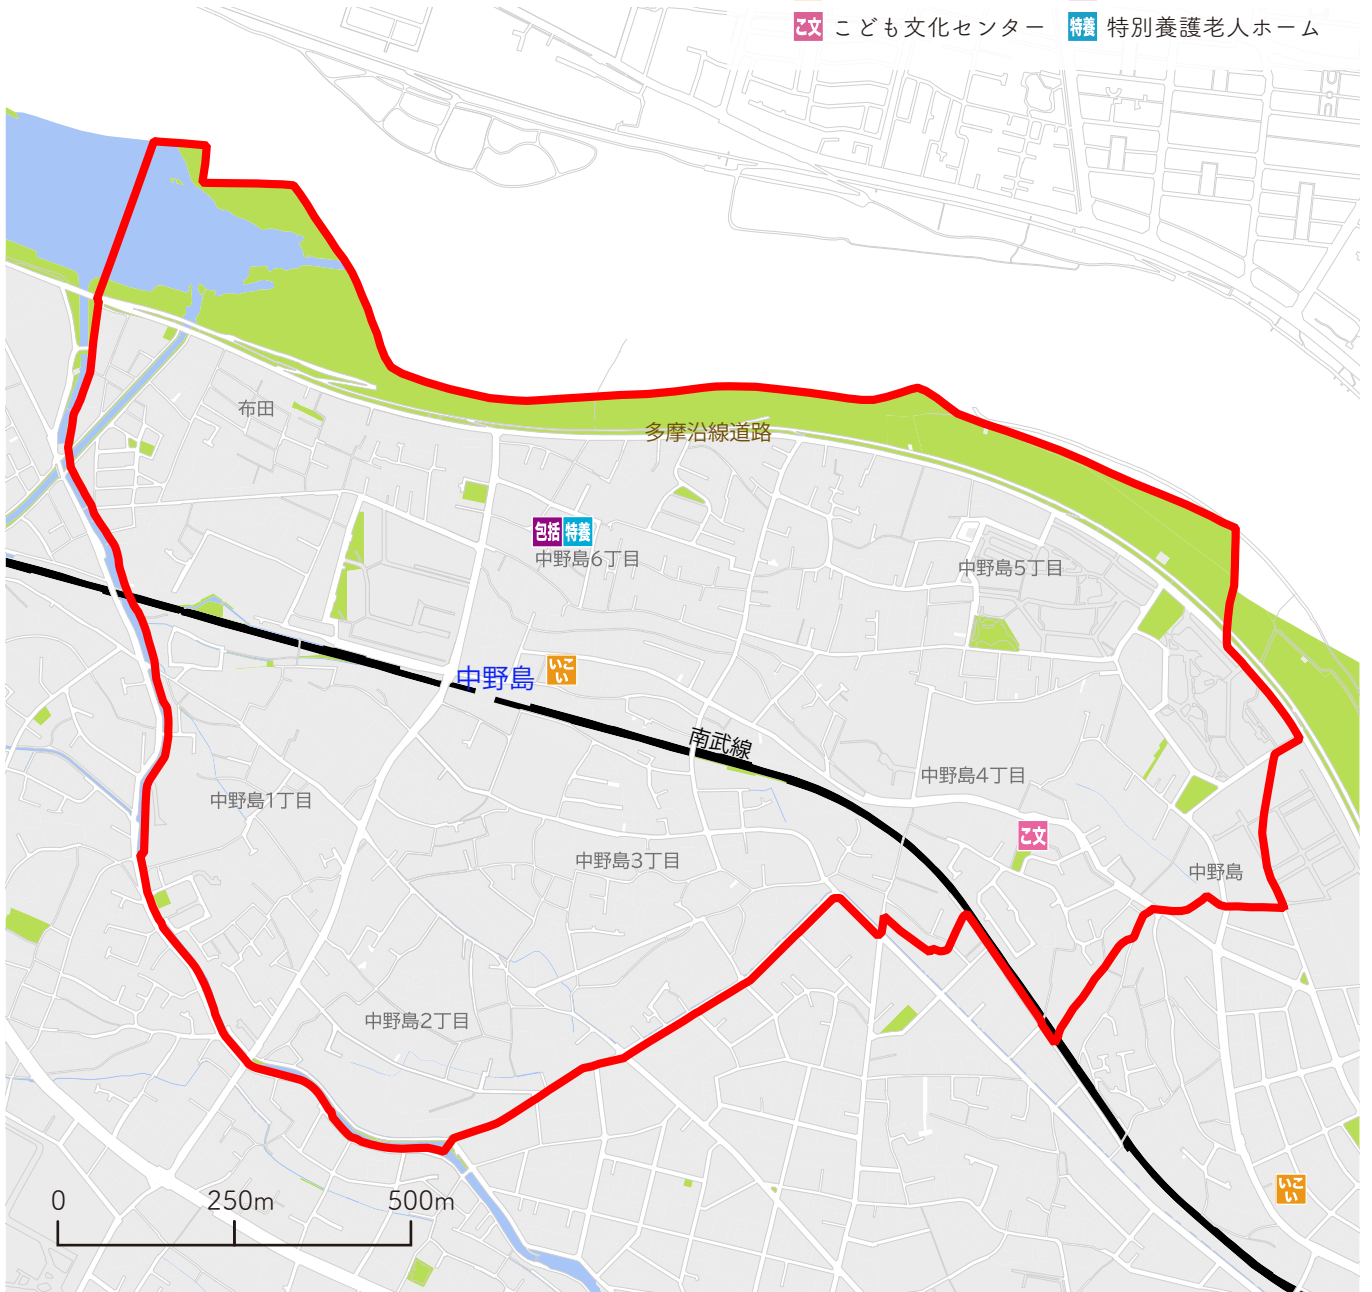 こ文 こども文化センター 特養 特別養護老人ホーム
布田
多摩沿線道路
包括 特養
中野島6丁目
中野島5丁目
中野島
いこい
南武線
中野島4丁目
中野島1丁目
こ文
中野島3丁目
中野島
中野島2丁目
いこい
0 250m 500m